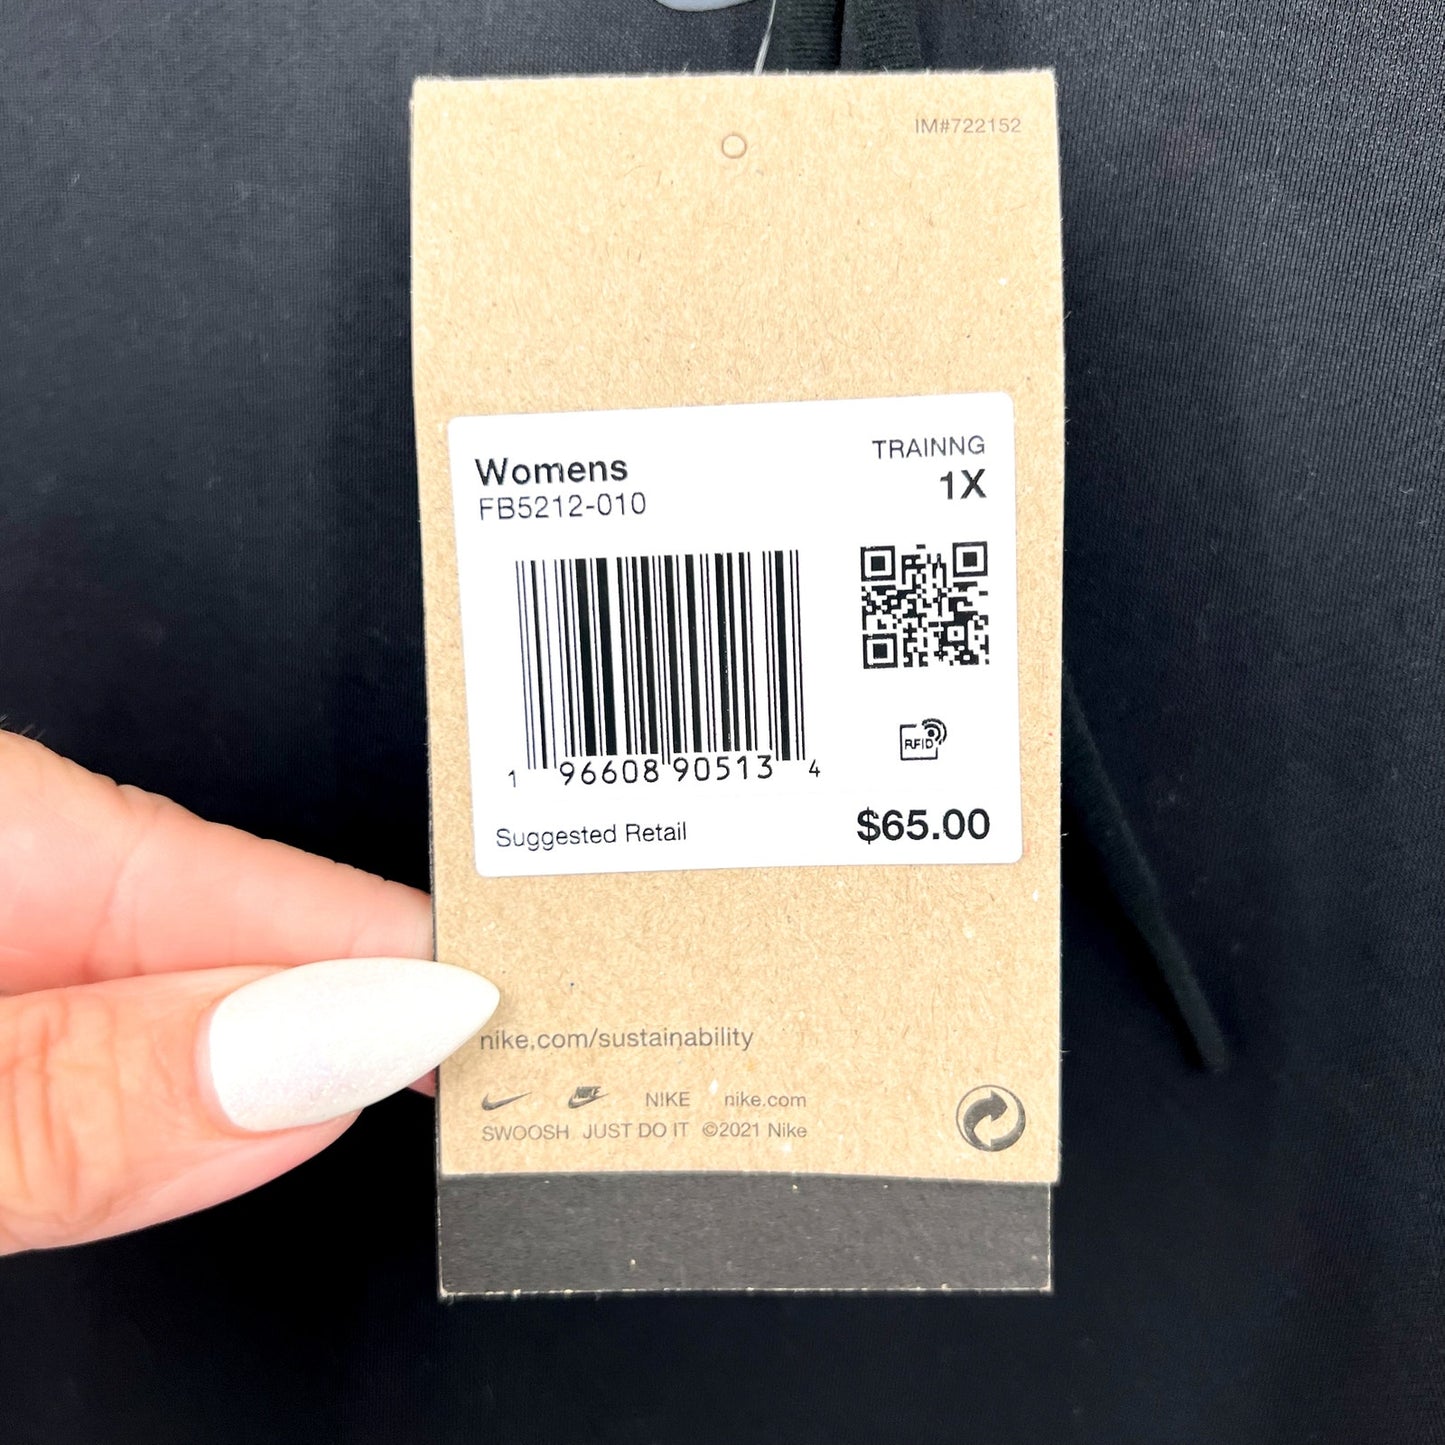 IM#722152
Womens
TRAINNG
FB5212-010
1X
RFID
1 96608 90513 4
Suggested Retail
$65.00
nike.com/sustainability
NIKE nike.com
SWOOSH JUST DO IT ©2021 Nike